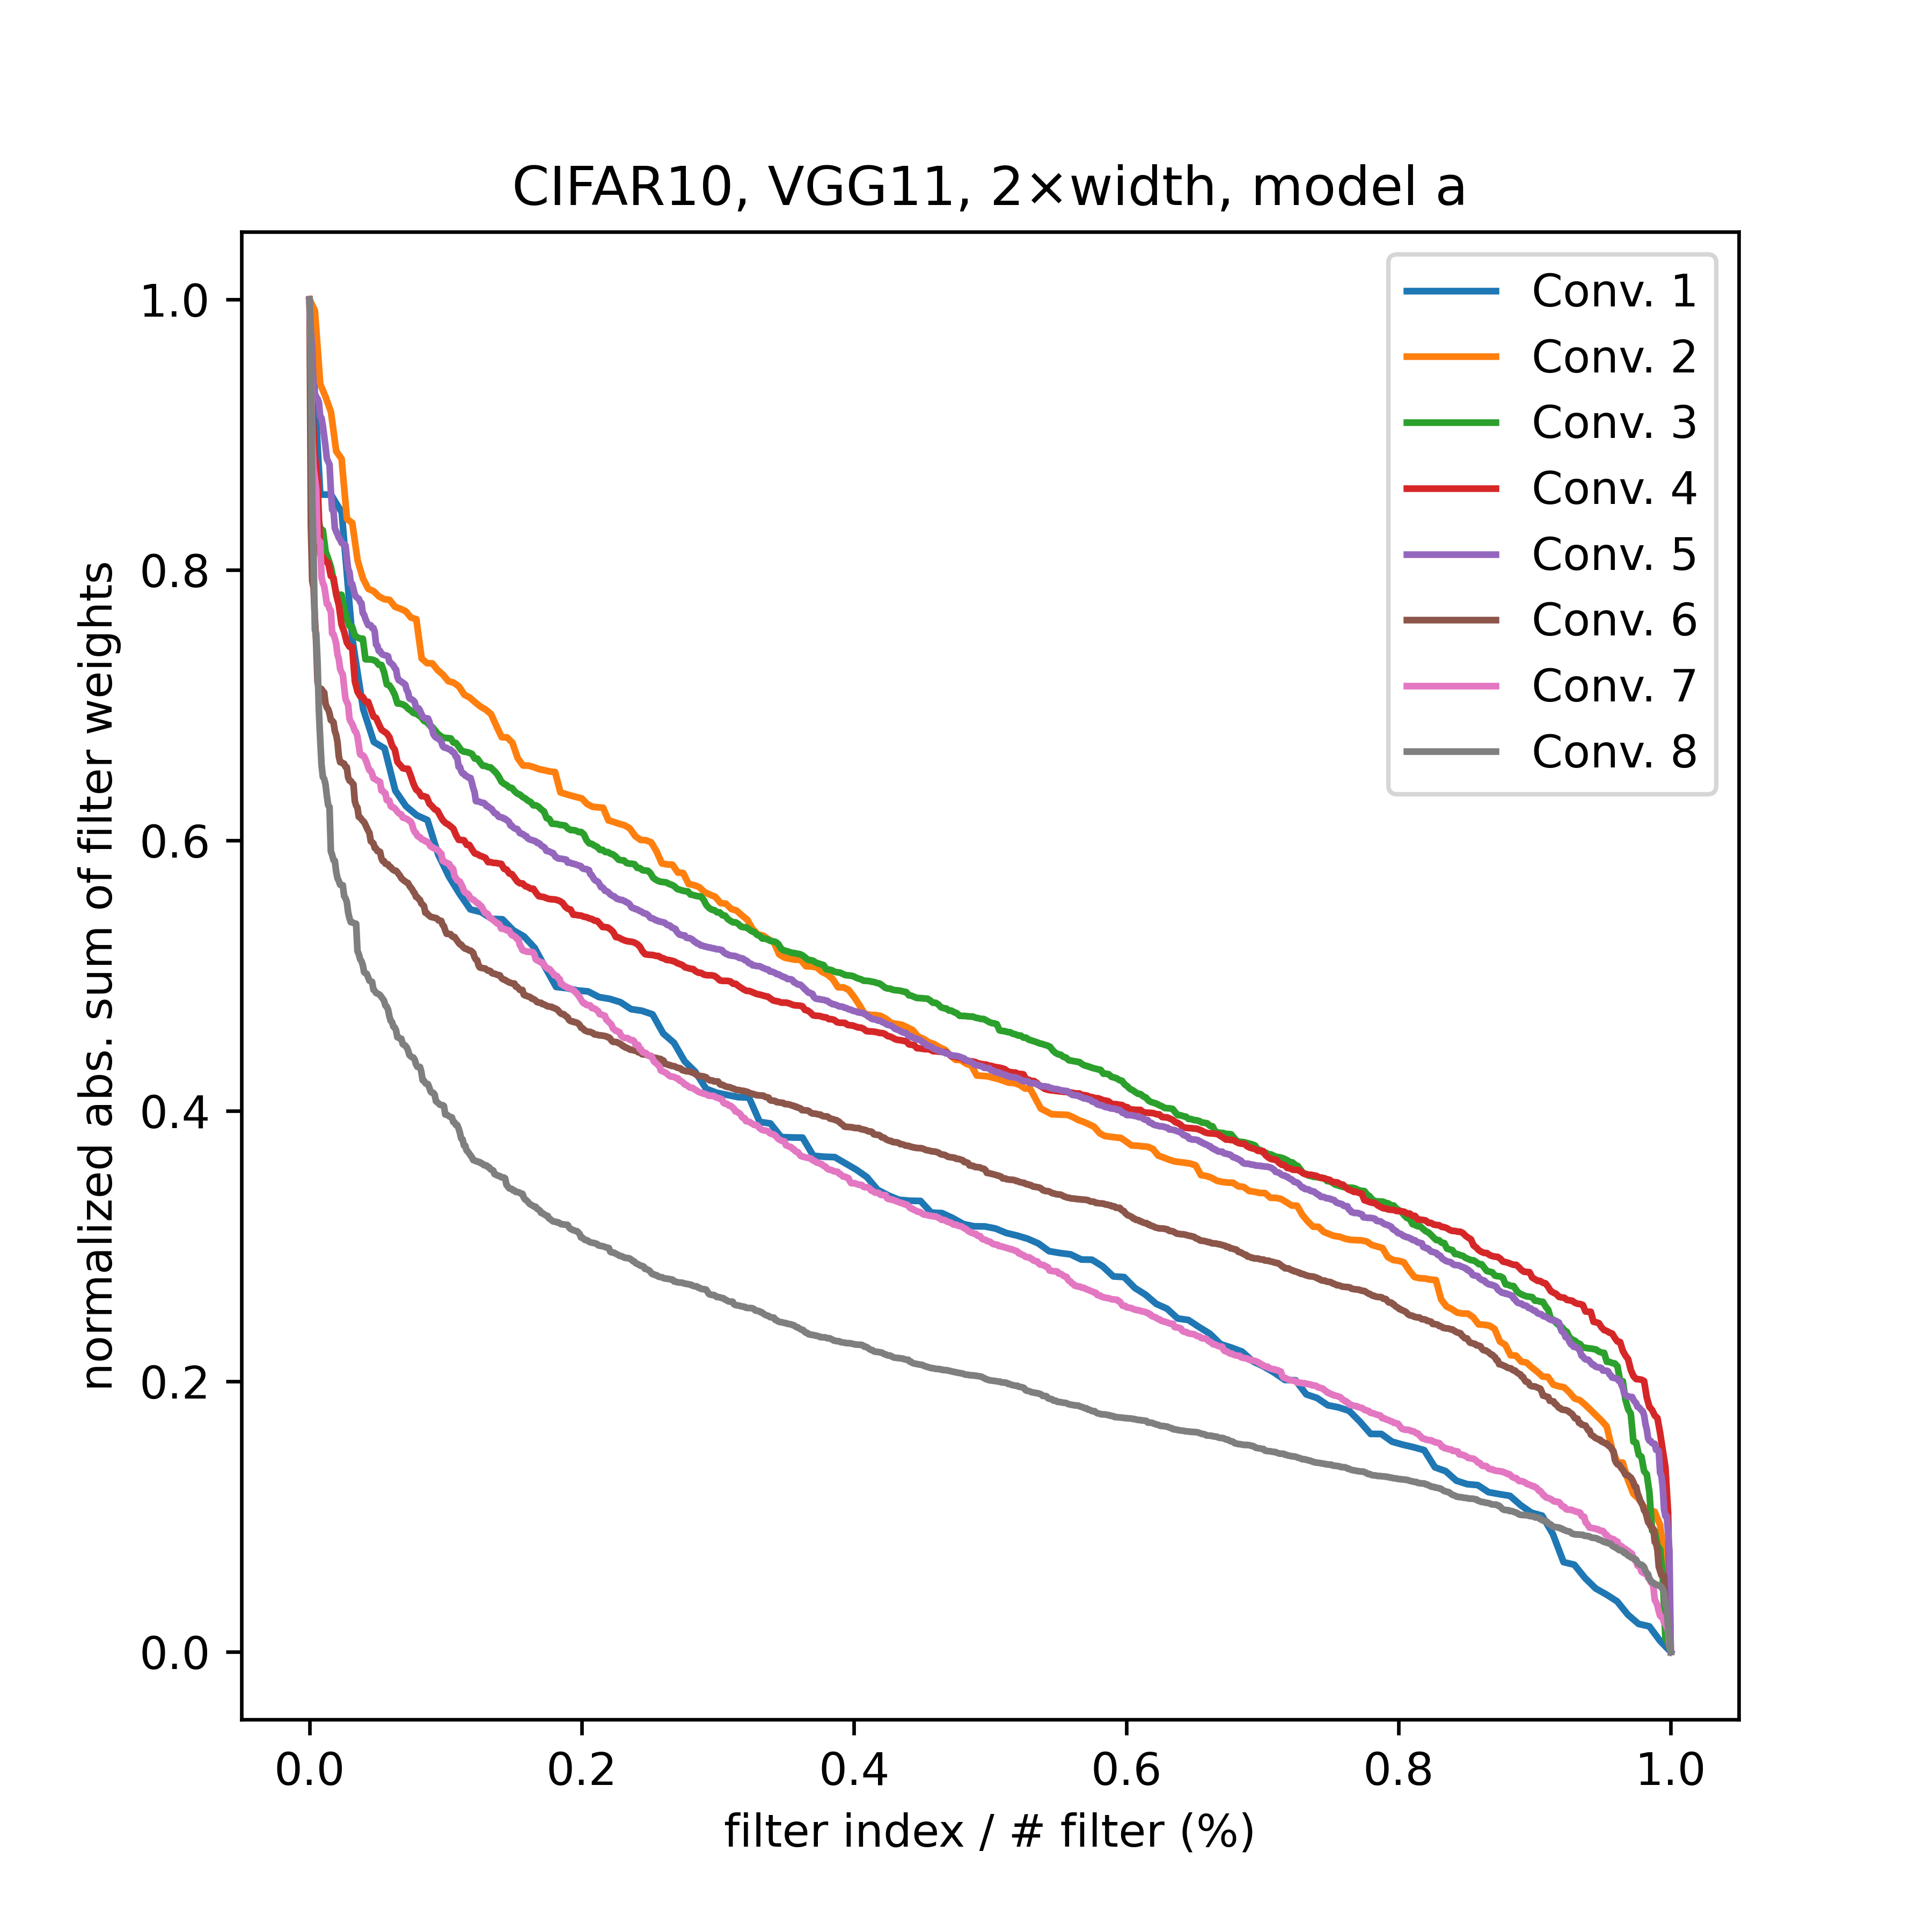 CIFAR10, VGG11, 2×width, model a
Conv. 1
Conv. 2
Conv. 3
Conv. 4
Conv. 5
Conv. 6
Conv. 7
Conv. 8
normalized abs. sum of filter weights
1.0
0.8
0.6
0.4
0.2
0.0
0.0 0.2 0.4 0.6 0.8 1.0
filter index / # filter (%)